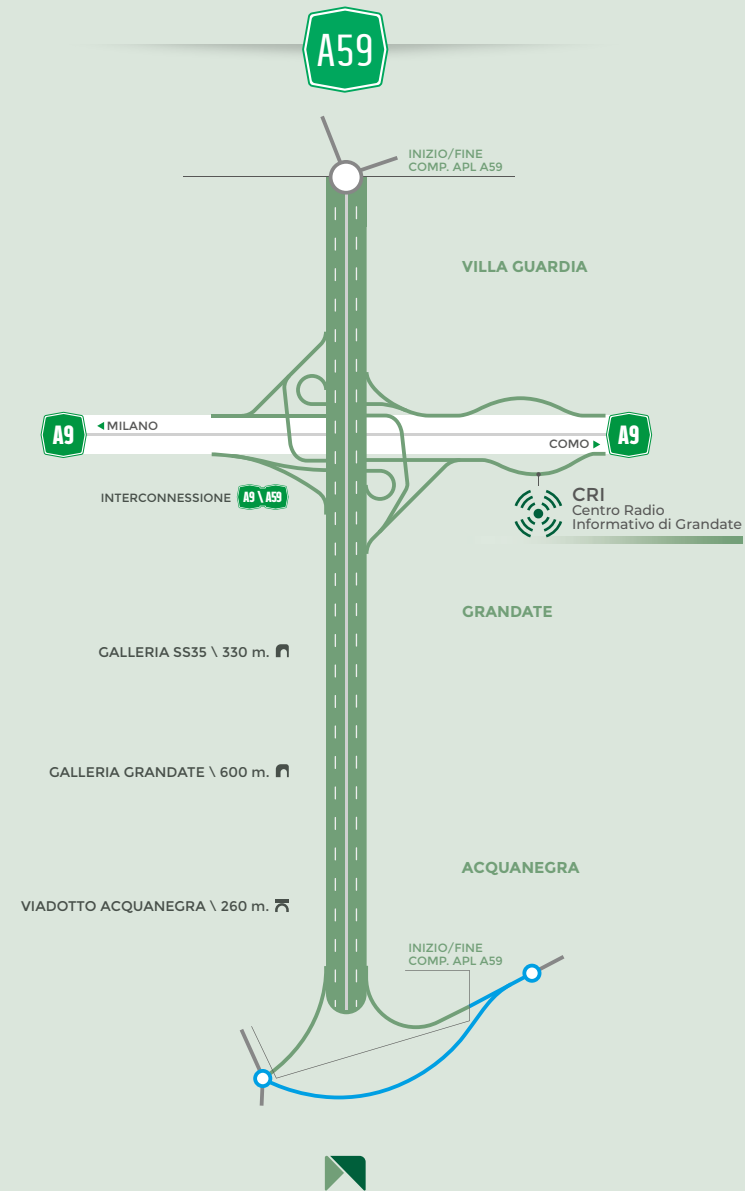 A59
INIZIO/FINE
COMP. APL A59
VILLA GUARDIA
A9
MILANO
COMO
A9
INTERCONNESSIONE A9 \ A59
CRI
Centro Radio
Informativo di Grandate
GRANDATE
GALLERIA SS35 \ 330 m.
GALLERIA GRANDATE \ 600 m.
ACQUANEGRA
VIADOTTO ACQUANEGRA \ 260 m.
INIZIO/FINE
COMP. APL A59